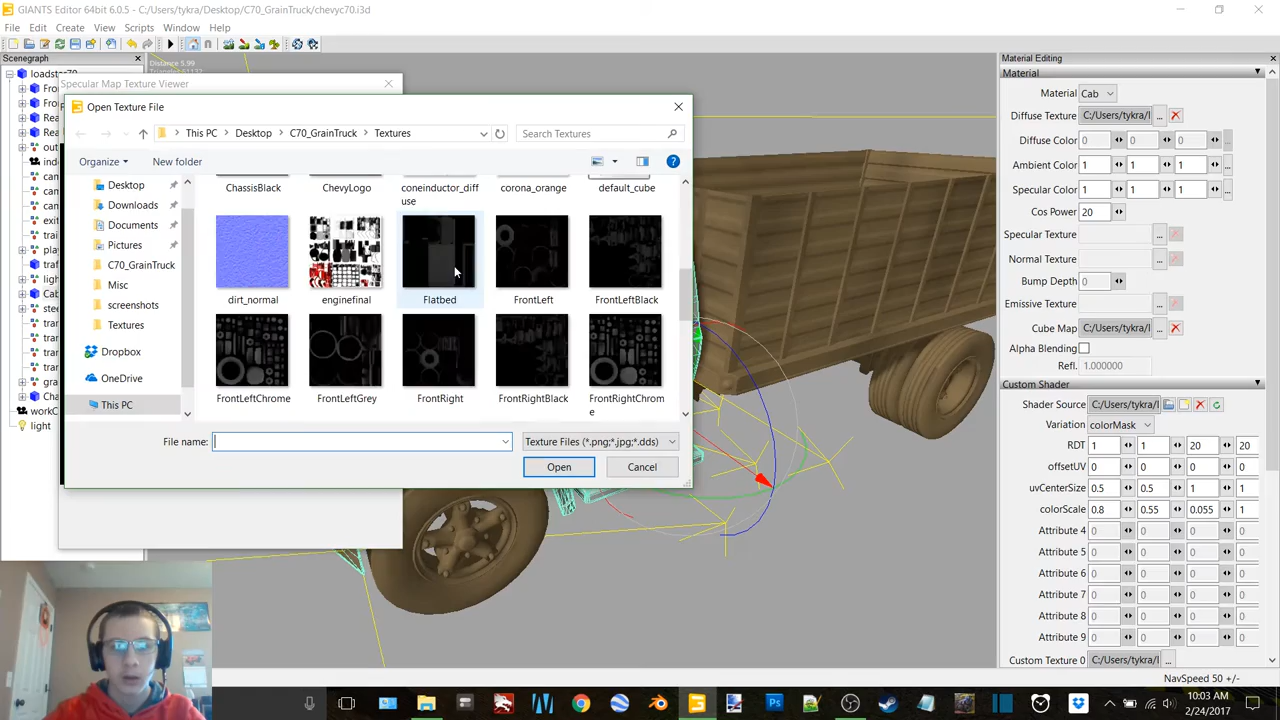 GIANTS Editor 64bit 6.0.5 - C:/Users/tykra/Desktop/C70_GrainTruck/chevyc70.i3d
File Edit Create View Scripts Window Help
Scenegraph
Distance 5.99
Material Editing
Specular Map Texture Viewer
Material
Open Texture File
Material Cab
Diffuse Texture C:/Users/tykra/ ...
This PC Desktop C70_GrainTruck Textures
Search Textures
Diffuse Color 0 0 0 ...
Organize New folder
Ambient Color 1 1 1 ...
Specular Color 1 1 1 ...
Cos Power 20
Specular Texture ...
Normal Texture ...
Bump Depth 0
Emissive Texture ...
Cube Map C:/Users/tykra/ ...
Alpha Blending
Refl. 1.000000
Custom Shader
Shader Source C:/Users/tykra/
Variation colorMask
RDT 1 1 20 20
offsetUV 0 0 0 0
uvCenterSize 0.5 0.5 1 1
colorScale 0.8 0.55 0.055 1
Attribute 4 0 0 0 0
Attribute 5 0 0 0 0
Attribute 6 0 0 0 0
Attribute 7 0 0 0 0
Attribute 8 0 0 0 0
Attribute 9 0 0 0 0
Custom Texture 0 C:/Users/tykra/ ...
NavSpeed 50 + -
Desktop
Downloads
Documents
Pictures
C70_GrainTruck
Misc
screenshots
Textures
Dropbox
OneDrive
This PC
ChassisBlack ChevyLogo coneinductor_diff
use corona_orange default_cube
dirt_normal enginefinal Flatbed FrontLeft FrontLeftBlack
FrontLeftChrome FrontLeftGrey FrontRight FrontRightBlack FrontRightChrom
e
File name: Texture Files (*.png;*.jpg;*.dds)
Open Cancel
light
10:03 AM
2/24/2017